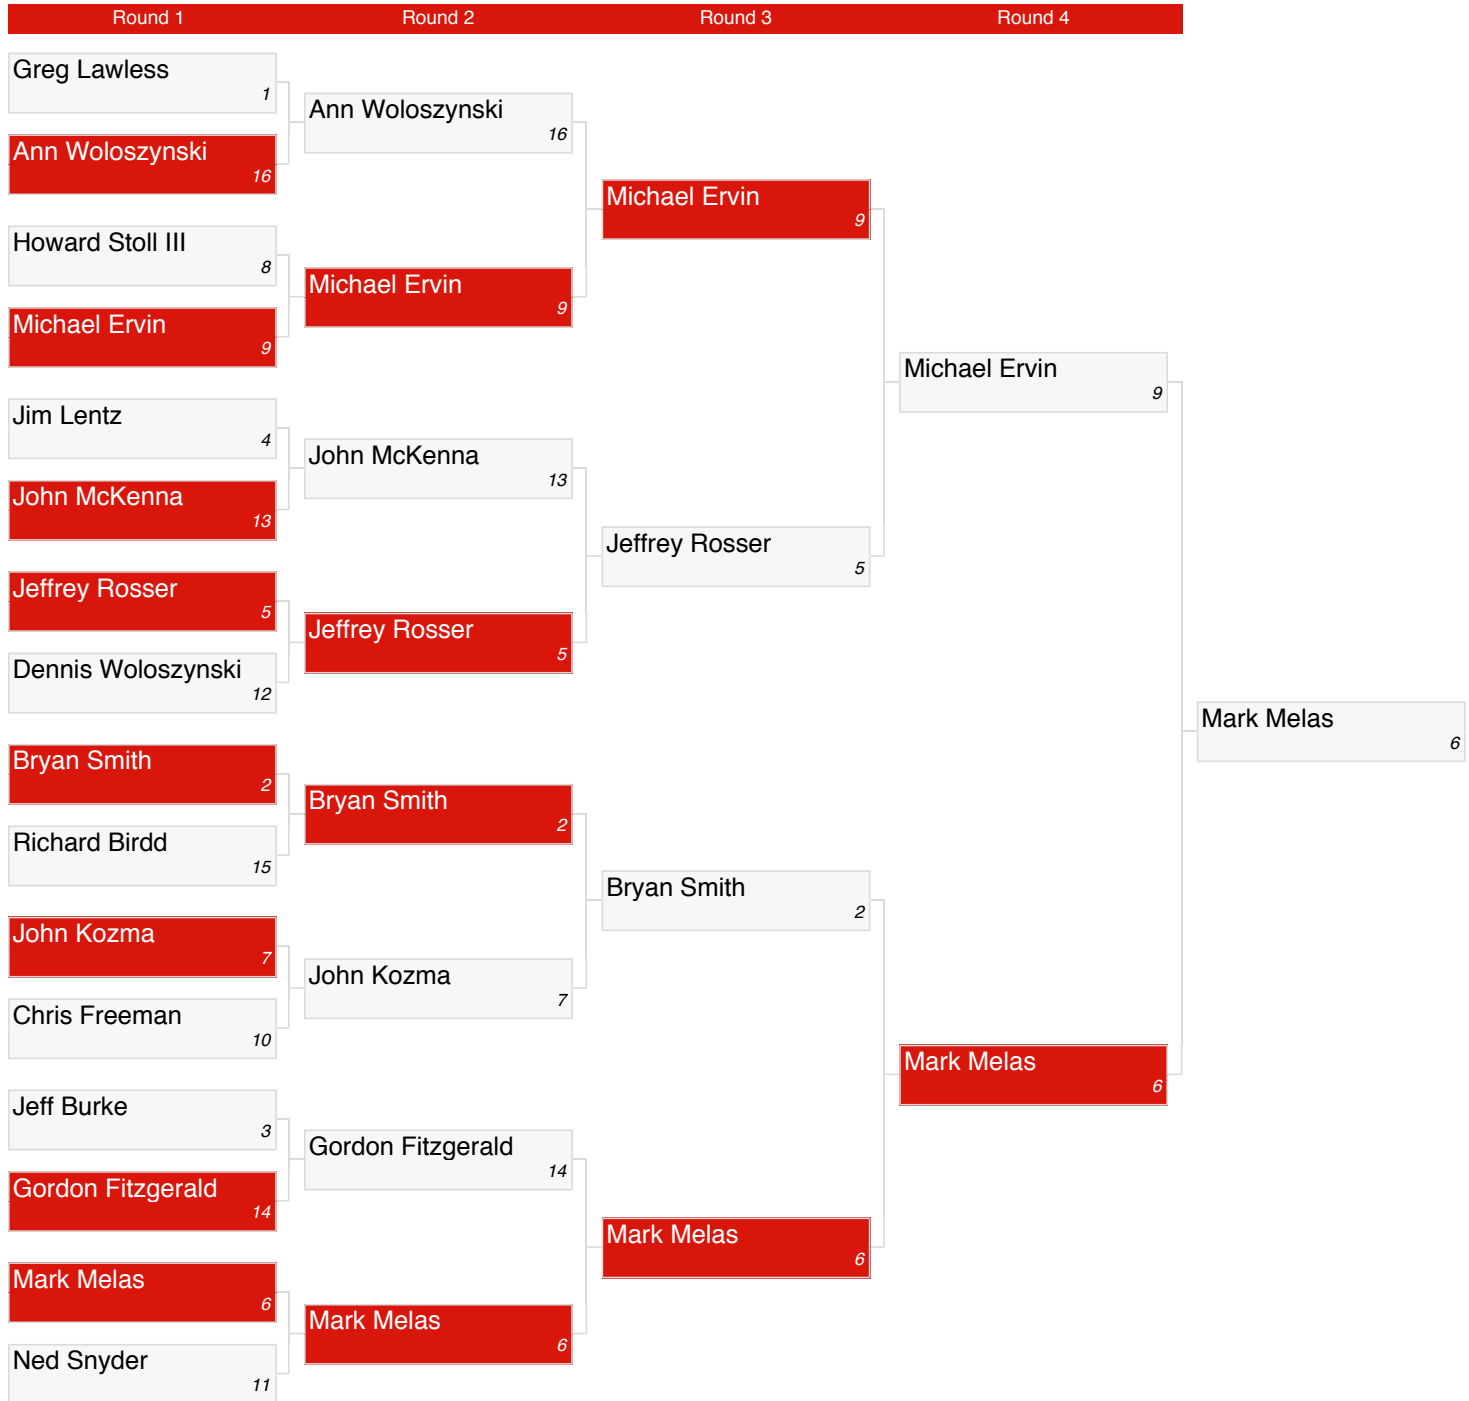 Round 1 Round 2 Round 3 Round 4
Greg Lawless
1
Ann Woloszynski
16
Howard Stoll III
8
Michael Ervin
9
Jim Lentz
4
John McKenna
13
Jeffrey Rosser
5
Dennis Woloszynski
12
Bryan Smith
2
Richard Birdd
15
John Kozma
7
Chris Freeman
10
Jeff Burke
3
Gordon Fitzgerald
14
Mark Melas
6
Ned Snyder
11
Ann Woloszynski
16
Michael Ervin
9
John McKenna
13
Jeffrey Rosser
5
Bryan Smith
2
John Kozma
7
Gordon Fitzgerald
14
Mark Melas
6
Michael Ervin
9
Jeffrey Rosser
5
Bryan Smith
2
Mark Melas
6
Michael Ervin
9
Mark Melas
6
Mark Melas
6